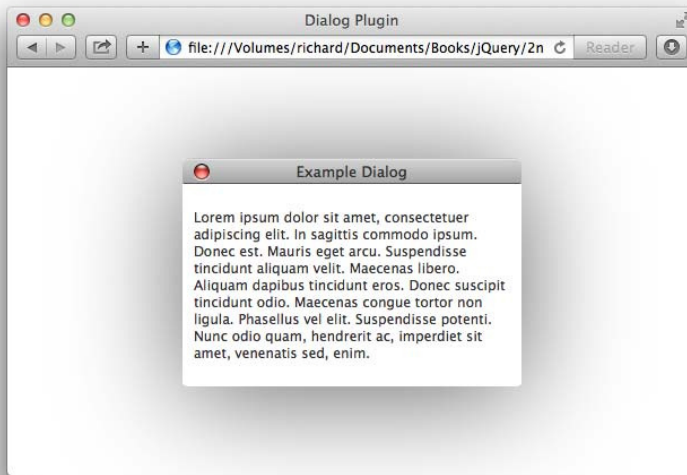 Dialog Plugin
file:///Volumes/richard/Documents/Books/jQuery/2n
Reader
Example Dialog
Lorem ipsum dolor sit amet, consectetuer
adipiscing elit. In sagittis commodo ipsum.
Donec est. Mauris eget arcu. Suspendisse
tincidunt aliquam velit. Maecenas libero.
Aliquam dapibus tincidunt eros. Donec suscipit
tincidunt odio. Maecenas congue tortor non
ligula. Phasellus vel elit. Suspendisse potenti.
Nunc odio quam, hendrerit ac, imperdiet sit
amet, venenatis sed, enim.